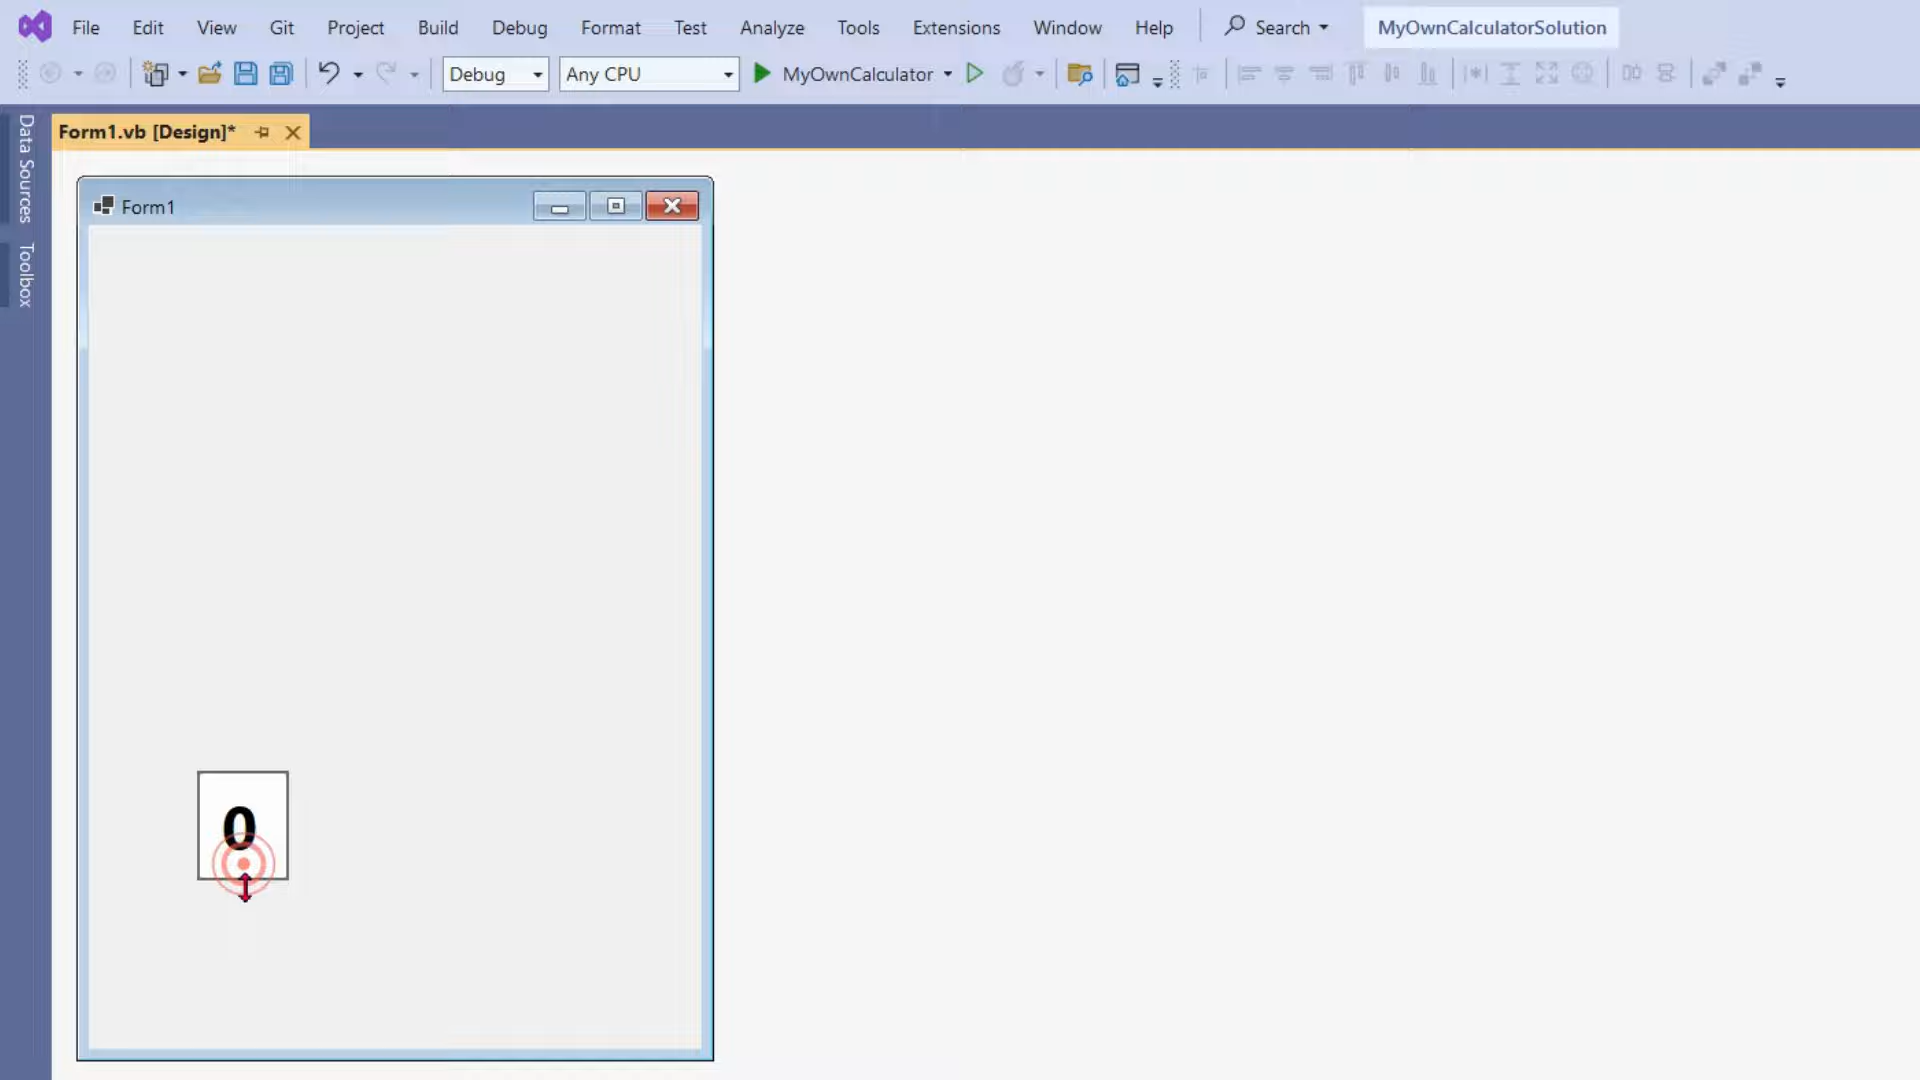 File Edit View Git Project Build Debug Format Test Analyze Tools Extensions Window Help Search MyOwnCalculatorSolution
Debug Any CPU MyOwnCalculator
Form1.vb [Design]*
Data Sources
Toolbox
Form1
0